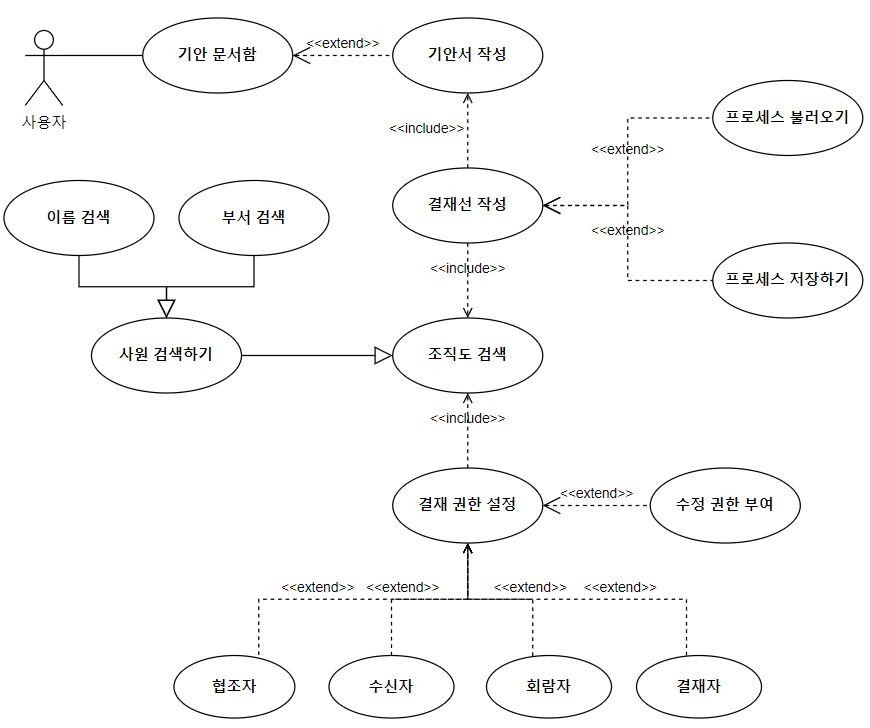 기안 문서함
<<extend>>
기안서 작성
사용자
<<include>>
프로세스 불러오기
<<extend>>
이름 검색
부서 검색
결재선 작성
<<extend>>
<<include>>
프로세스 저장하기
사원 검색하기
조직도 검색
<<include>>
결재 권한 설정
<<extend>>
수정 권한 부여
<<extend>>
<<extend>>
<<extend>>
<<extend>>
협조자
수신자
회람자
결재자